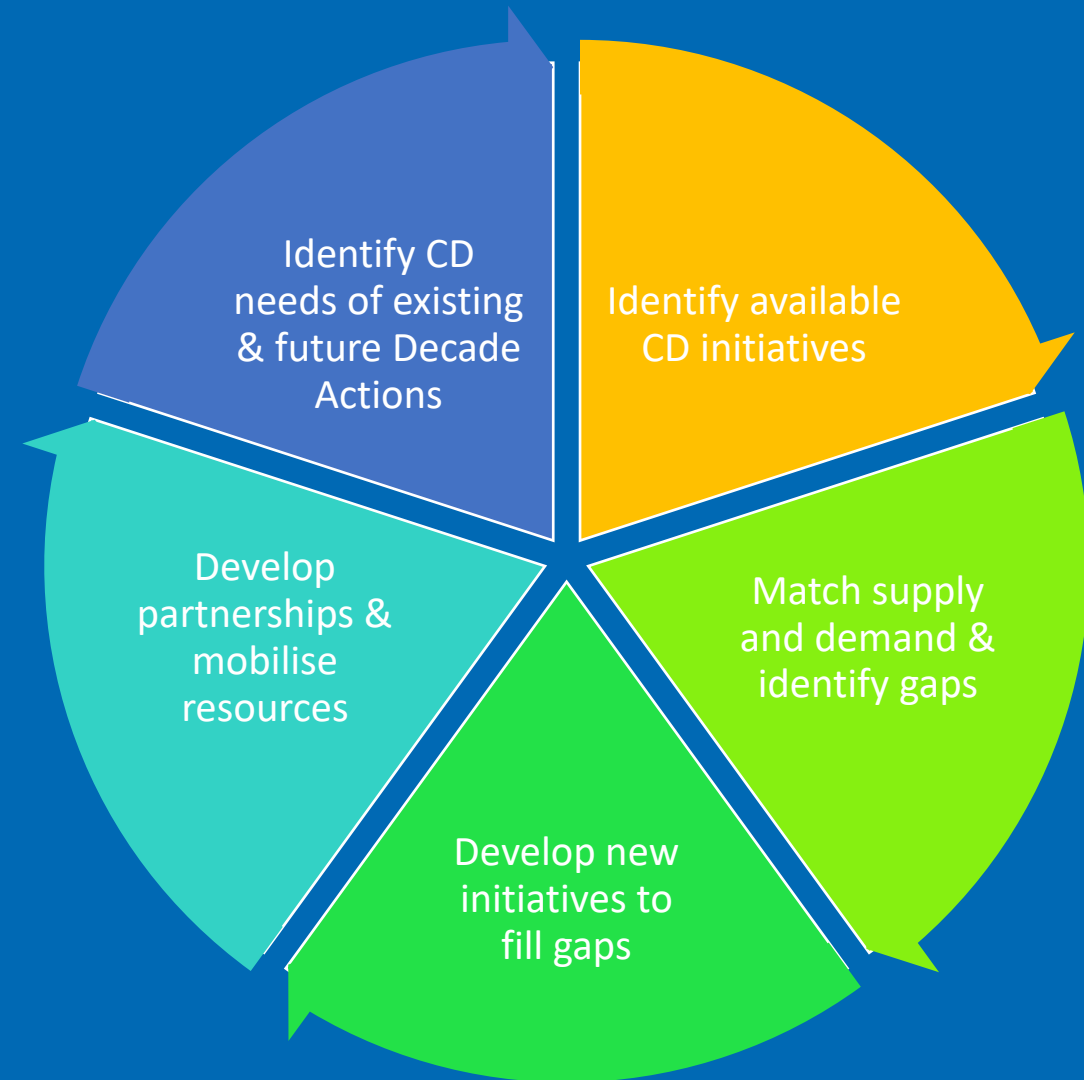 Identify CD
needs of existing
& future Decade
Actions
Identify available
CD initiatives
Match supply
and demand &
identify gaps
Develop new
initiatives to
fill gaps
Develop
partnerships &
mobilise
resources